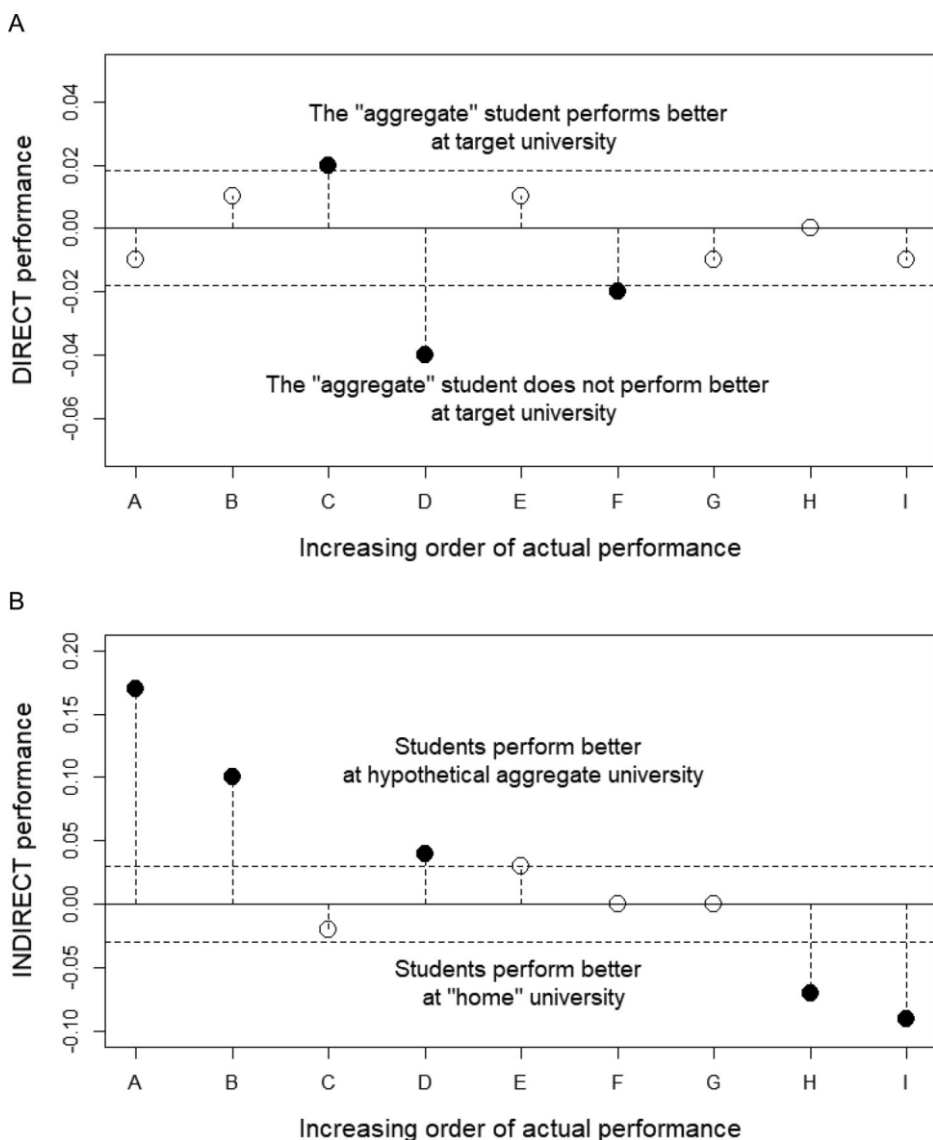 A
DIRECT performance
0.04
0.02
0.00
-0.02
-0.04
-0.06
The "aggregate" student performs better
at target university
The "aggregate" student does not perform better
at target university
A B C D E F G H I
Increasing order of actual performance
B
INDIRECT performance
0.20
0.15
0.10
0.05
0.00
-0.05
-0.10
Students perform better
at hypothetical aggregate university
Students perform better
at "home" university
A B C D E F G H I
Increasing order of actual performance